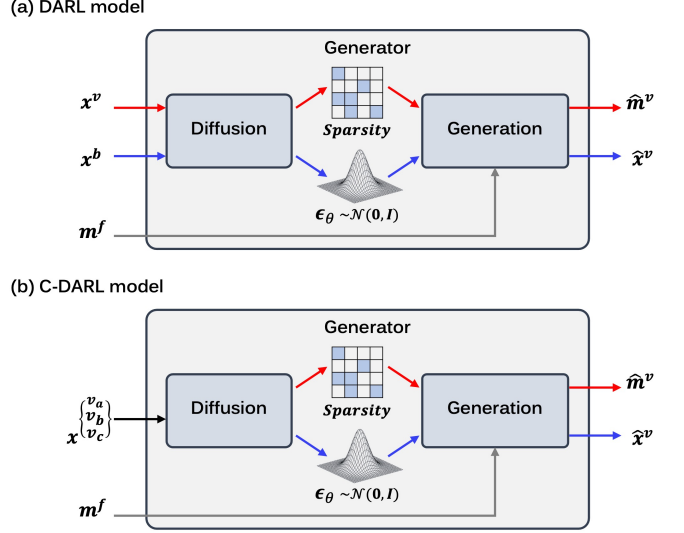 (a) DARL model
Generator
x^v
Diffusion
Sparsity
Generation
m̂^v
x^b
x̂^v
ϵ_θ ~𝒩(0, I)
m^f
(b) C-DARL model
Generator
x^{v_a v_b v_c}
Diffusion
Sparsity
Generation
m̂^v
x̂^v
ϵ_θ ~𝒩(0, I)
m^f